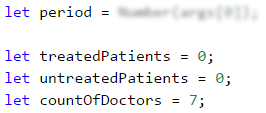 let period =
let treatedPatients = 0;
let untreatedPatients = 0;
let countOfDoctors = 7;